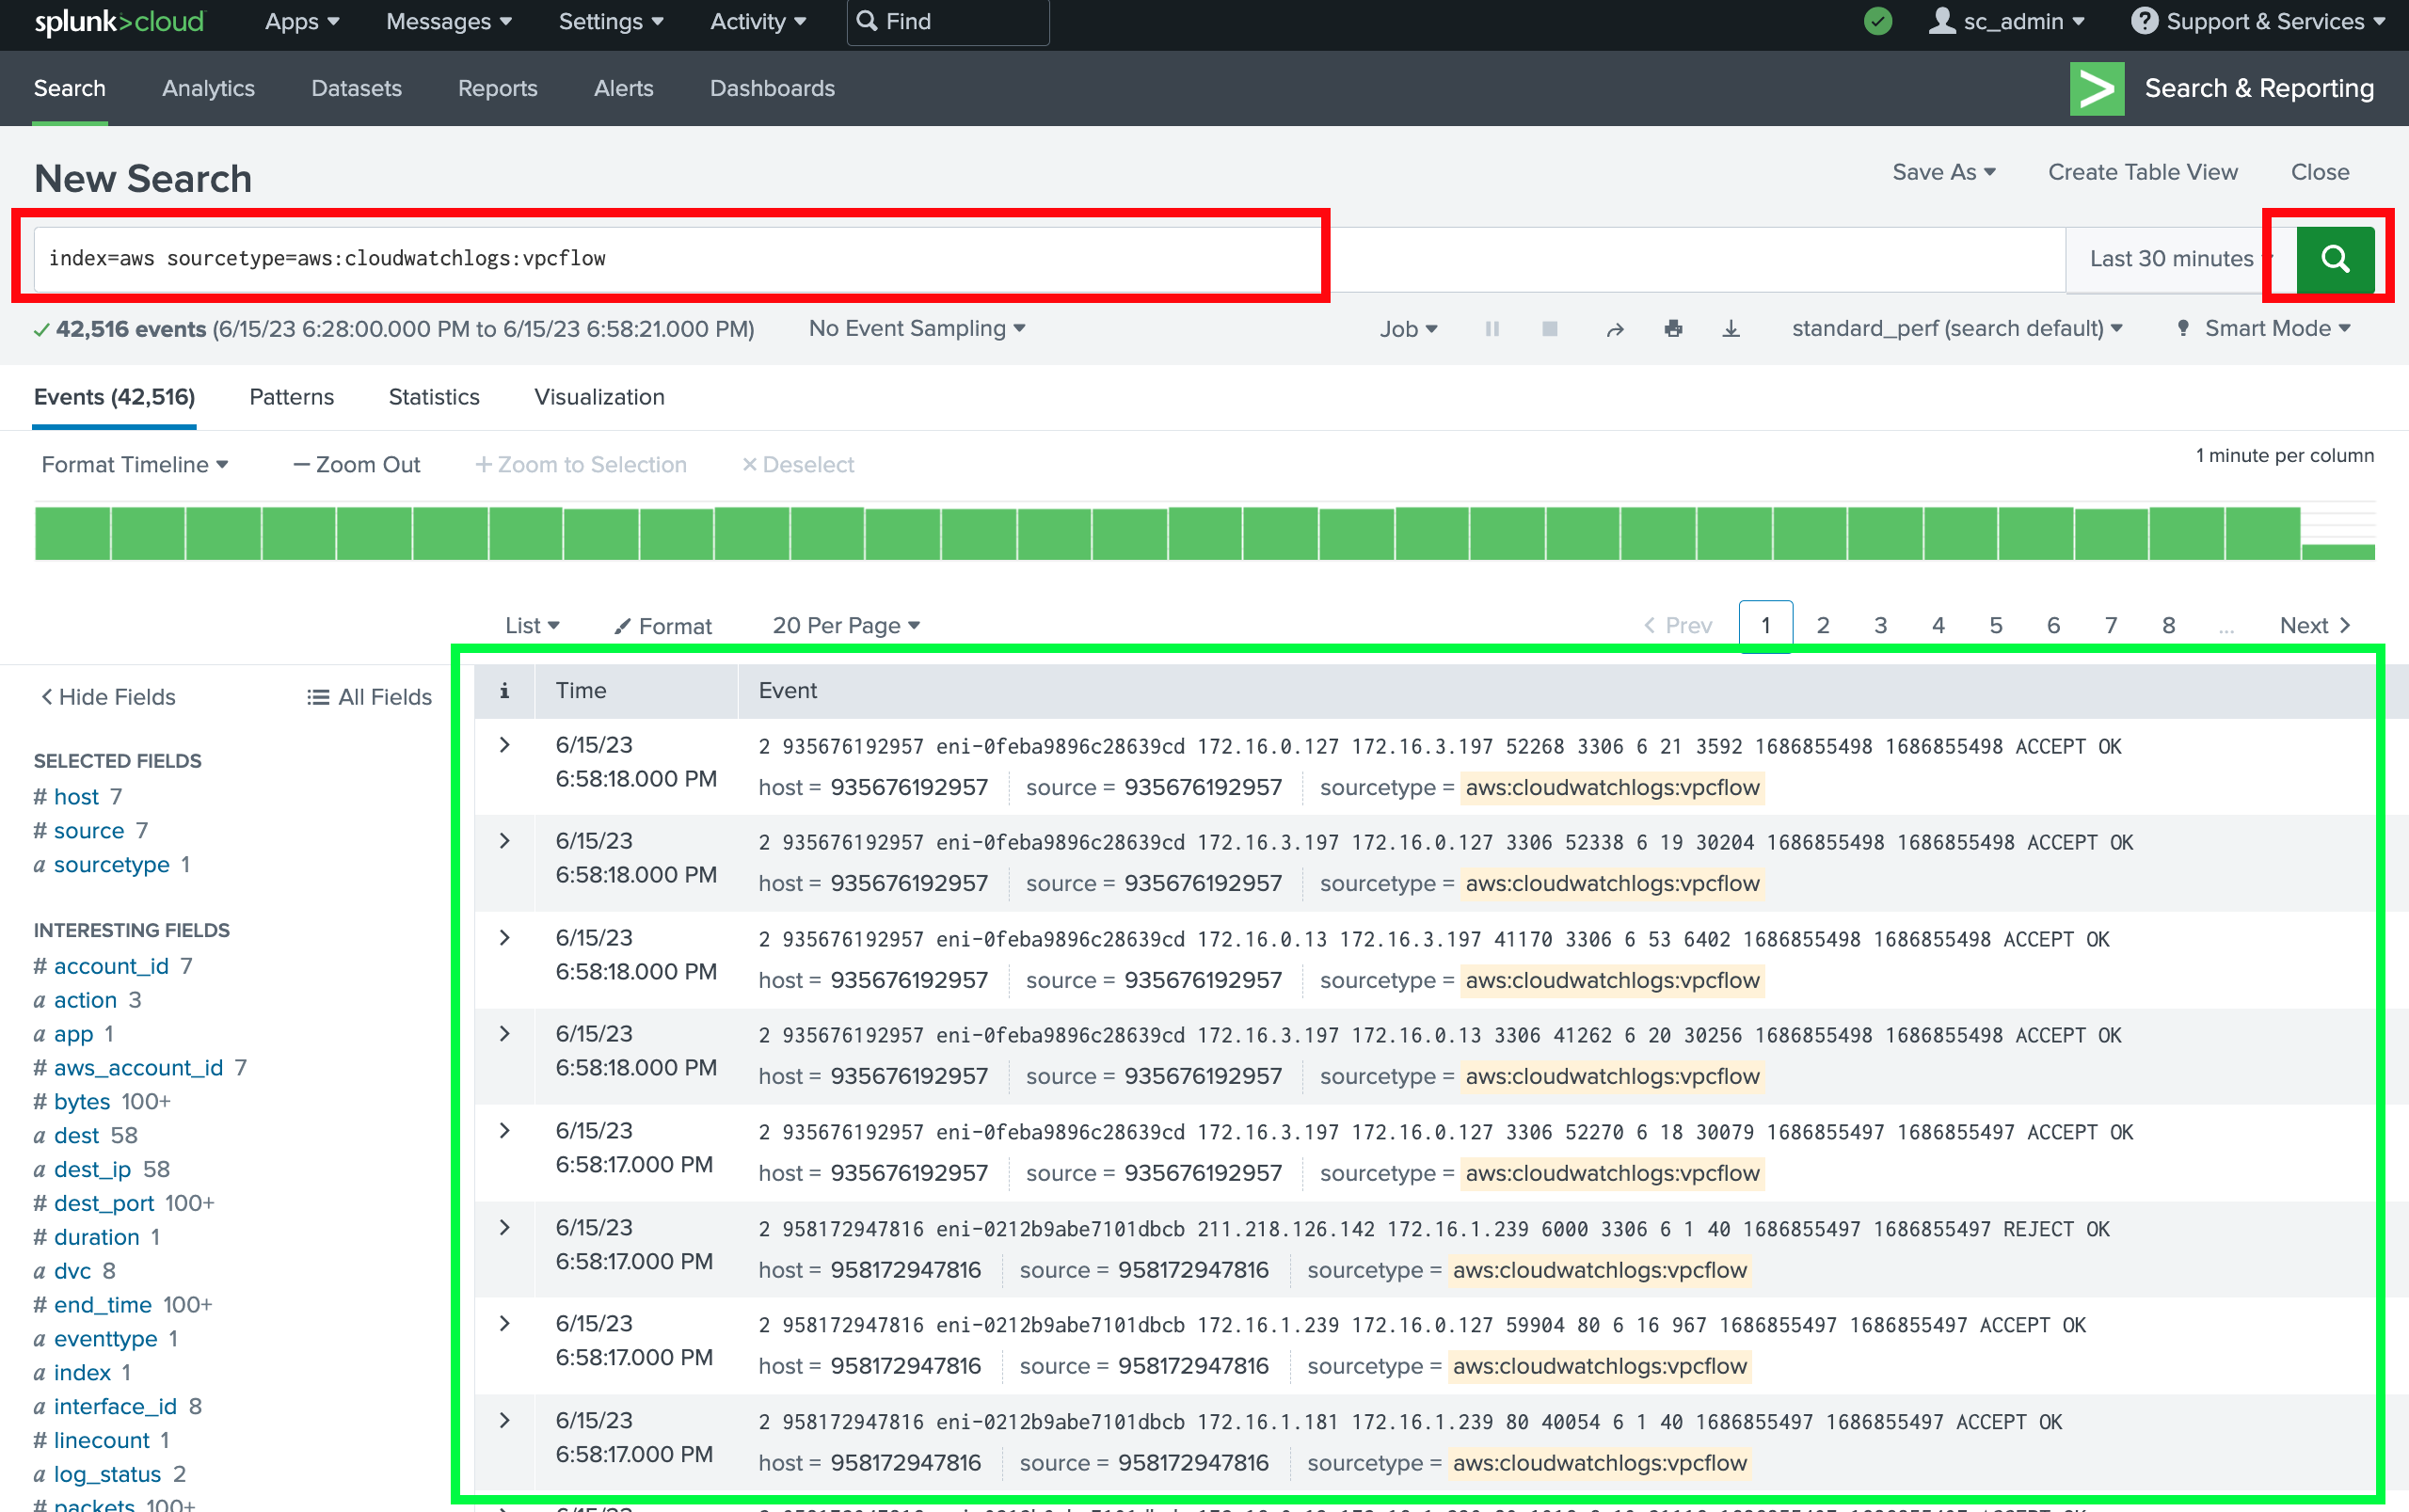 splunk>cloud Apps Messages Settings Activity Find sc_admin Support & Services
Search Analytics Datasets Reports Alerts Dashboards Search & Reporting
New Search Save As Create Table View Close
index=aws sourcetype=aws:cloudwatchlogs:vpcflow Last 30 minutes
42,516 events (6/15/23 6:28:00.000 PM to 6/15/23 6:58:21.000 PM) No Event Sampling Job standard_perf (search default) Smart Mode
Events (42,516) Patterns Statistics Visualization
Format Timeline — Zoom Out + Zoom to Selection × Deselect 1 minute per column
List Format 20 Per Page < Prev 1 2 3 4 5 6 7 8 ... Next >
< Hide Fields All Fields
SELECTED FIELDS
# host 7
# source 7
a sourcetype 1
INTERESTING FIELDS
# account_id 7
a action 3
a app 1
# aws_account_id 7
# bytes 100+
a dest 58
a dest_ip 58
# dest_port 100+
# duration 1
a dvc 8
# end_time 100+
a eventtype 1
a index 1
a interface_id 8
# linecount 1
a log_status 2
# packets 100+
i Time Event
> 6/15/23 2 935676192957 eni-0feba9896c28639cd 172.16.0.127 172.16.3.197 52268 3306 6 21 3592 1686855498 1686855498 ACCEPT OK
6:58:18.000 PM host = 935676192957 source = 935676192957 sourcetype = aws:cloudwatchlogs:vpcflow
> 6/15/23 2 935676192957 eni-0feba9896c28639cd 172.16.3.197 172.16.0.127 3306 52338 6 19 30204 1686855498 1686855498 ACCEPT OK
6:58:18.000 PM host = 935676192957 source = 935676192957 sourcetype = aws:cloudwatchlogs:vpcflow
> 6/15/23 2 935676192957 eni-0feba9896c28639cd 172.16.0.13 172.16.3.197 41170 3306 6 53 6402 1686855498 1686855498 ACCEPT OK
6:58:18.000 PM host = 935676192957 source = 935676192957 sourcetype = aws:cloudwatchlogs:vpcflow
> 6/15/23 2 935676192957 eni-0feba9896c28639cd 172.16.3.197 172.16.0.13 3306 41262 6 20 30256 1686855498 1686855498 ACCEPT OK
6:58:18.000 PM host = 935676192957 source = 935676192957 sourcetype = aws:cloudwatchlogs:vpcflow
> 6/15/23 2 935676192957 eni-0feba9896c28639cd 172.16.3.197 172.16.0.127 3306 52270 6 18 30079 1686855497 1686855497 ACCEPT OK
6:58:17.000 PM host = 935676192957 source = 935676192957 sourcetype = aws:cloudwatchlogs:vpcflow
> 6/15/23 2 958172947816 eni-0212b9abe7101dbcb 211.218.126.142 172.16.1.239 6000 3306 6 1 40 1686855497 1686855497 REJECT OK
6:58:17.000 PM host = 958172947816 source = 958172947816 sourcetype = aws:cloudwatchlogs:vpcflow
> 6/15/23 2 958172947816 eni-0212b9abe7101dbcb 172.16.1.239 172.16.0.127 59904 80 6 16 967 1686855497 1686855497 ACCEPT OK
6:58:17.000 PM host = 958172947816 source = 958172947816 sourcetype = aws:cloudwatchlogs:vpcflow
> 6/15/23 2 958172947816 eni-0212b9abe7101dbcb 172.16.1.181 172.16.1.239 80 40054 6 1 40 1686855497 1686855497 ACCEPT OK
6:58:17.000 PM host = 958172947816 source = 958172947816 sourcetype = aws:cloudwatchlogs:vpcflow